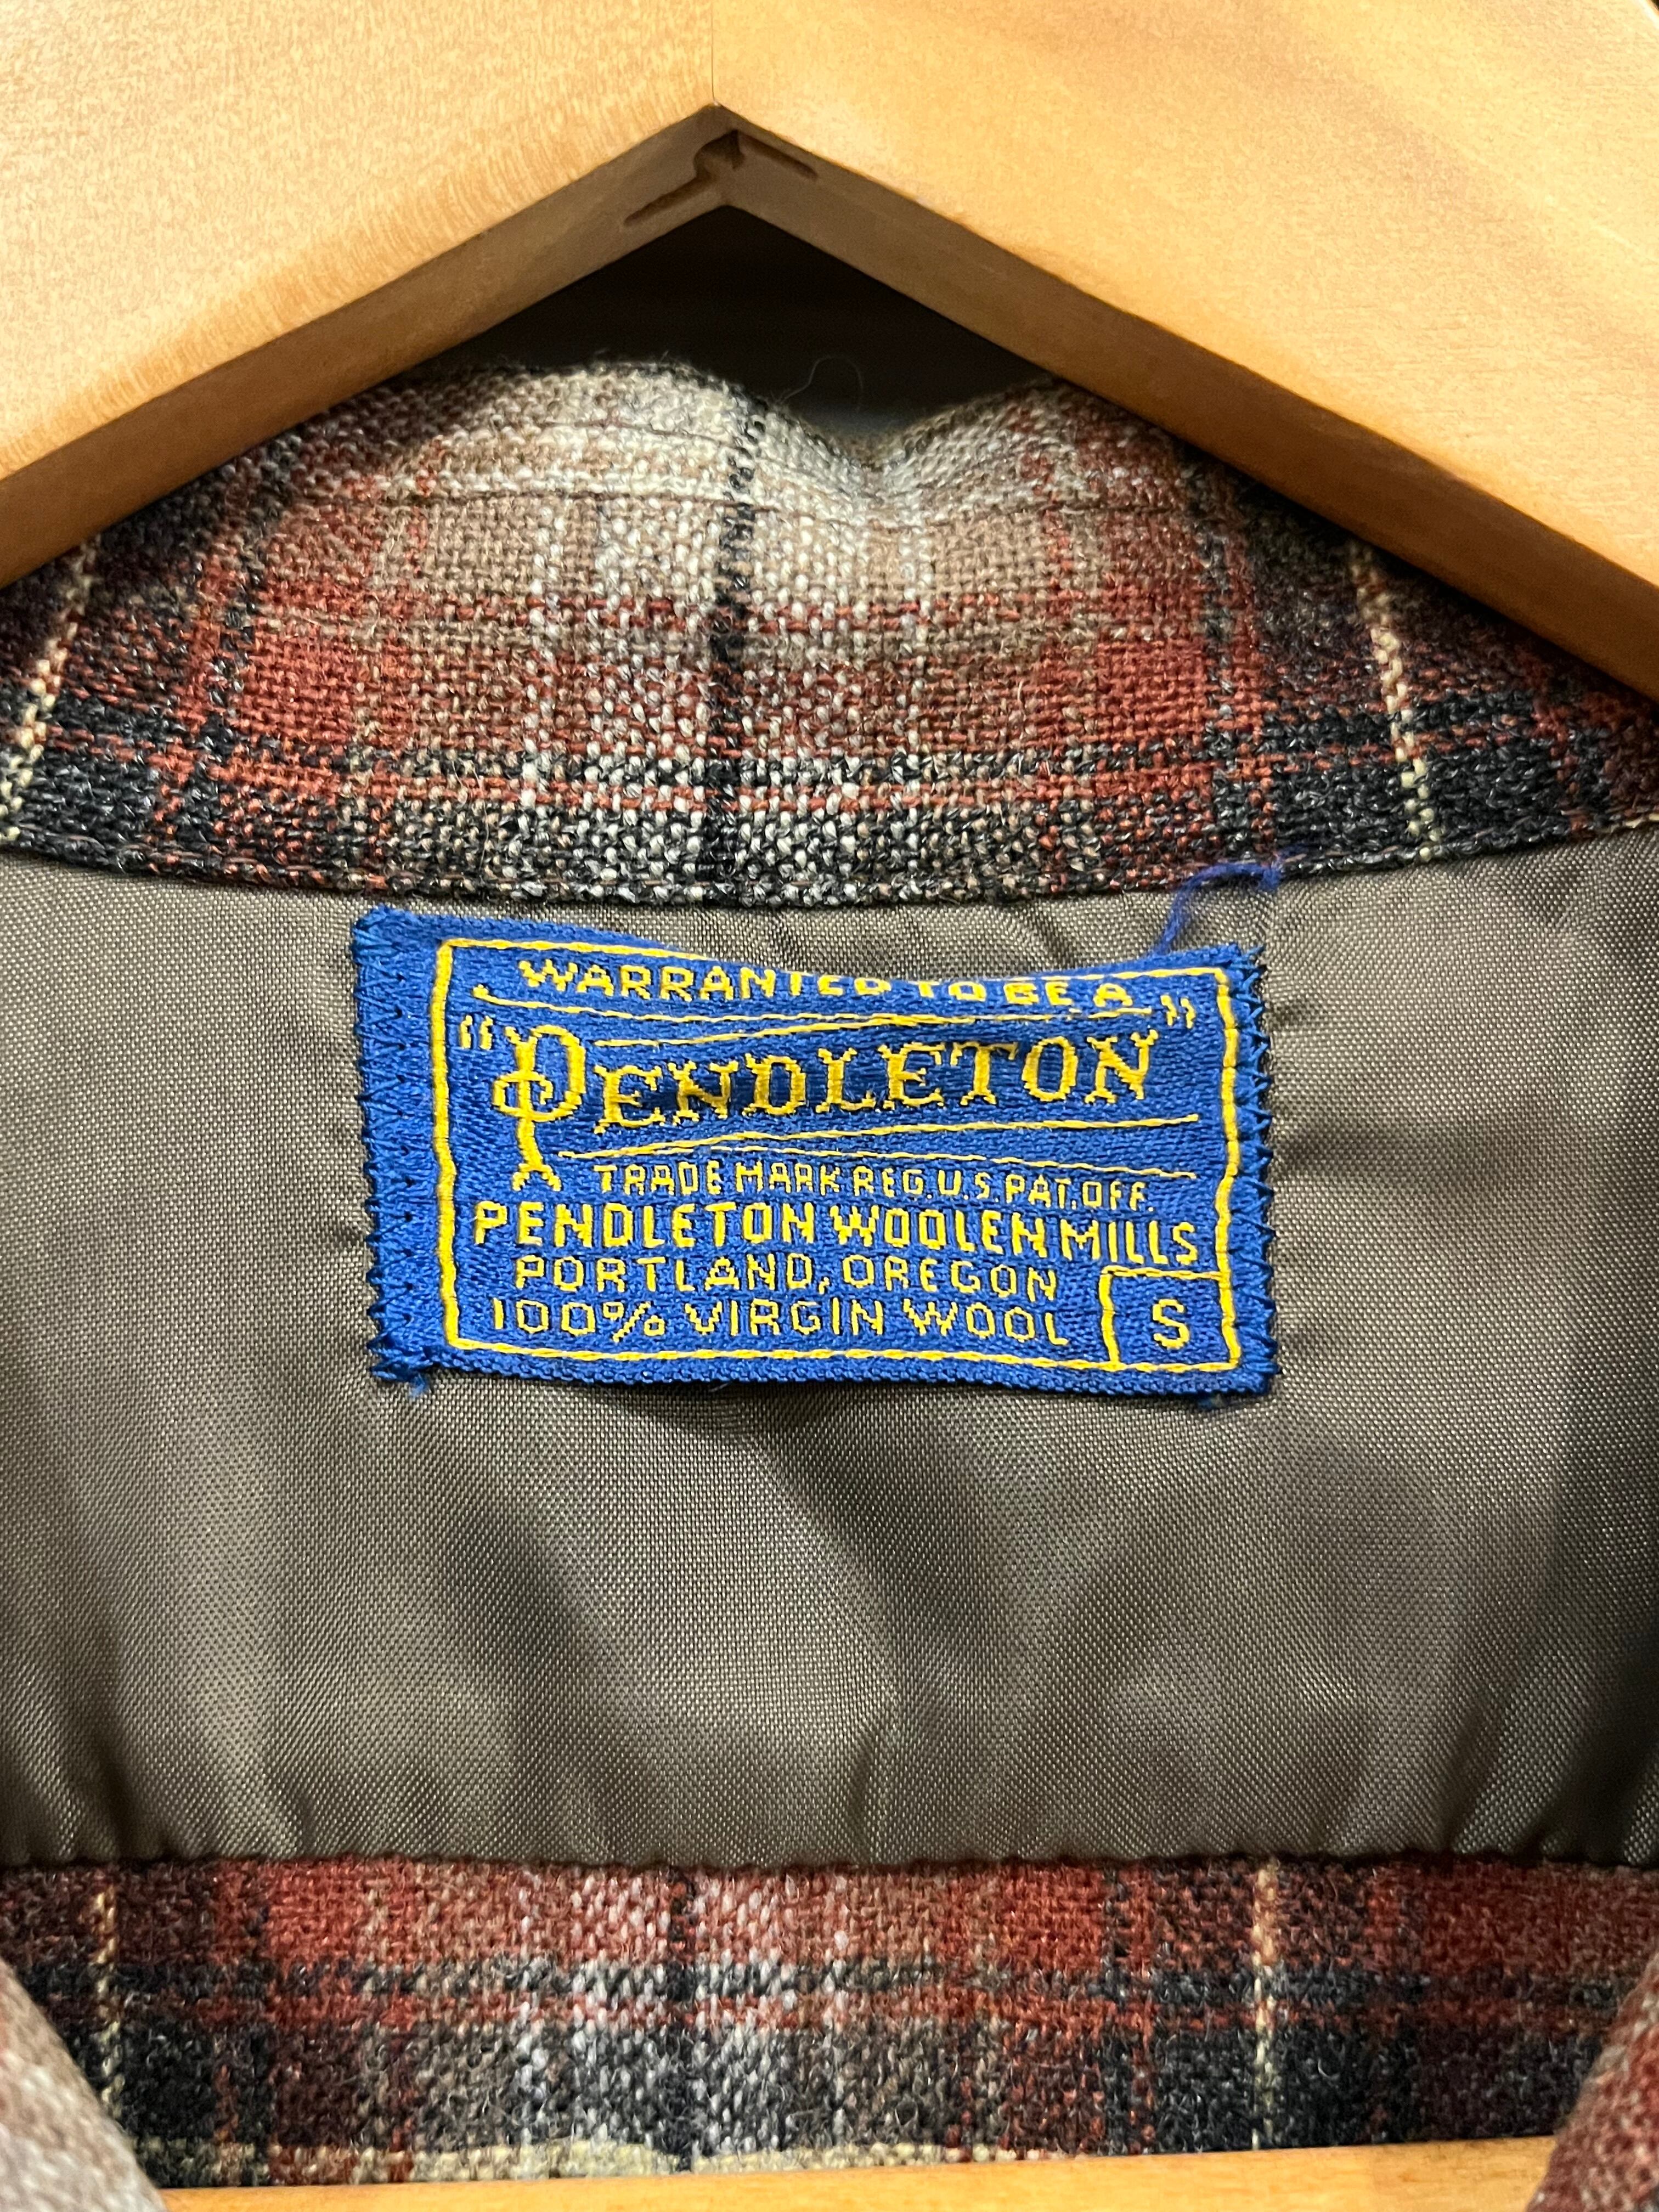 WARRANTED TO BE A
"PENDLETON"
TRADE MARK REG. U.S. PAT. OFF.
PENDLETON WOOLEN MILLS
PORTLAND, OREGON
100% VIRGIN WOOL S